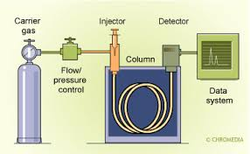 Carrier
gas
Injector
Detector
Flow/
pressure
control
Column
Data
system
© CHROMEDIA